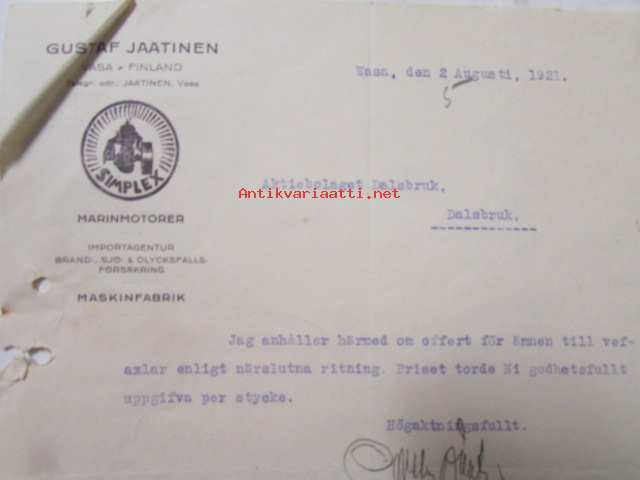 GUSTAF JAATINEN
VASA * FINLAND
Telegr. adr.: JAATINEN, Vasa
Wasa, den 2 Augusti, 1921.
5
SIMPLEX
Aktiebolaget Dalsbruk,
Antikvariaatti.net
Dalsbruk.
MARINMOTORER
IMPORTAGENTUR
BRAND-, SJÖ- & OLYCKSFALLS-
FÖRSÄKRING
MASKINFABRIK
Jag anhåller härmed om offert för ämnen till vef-
axlar enligt närslutna ritning. Priset torde Ni godhetsfullt
uppgifva per stycke.
Högaktningsfullt.